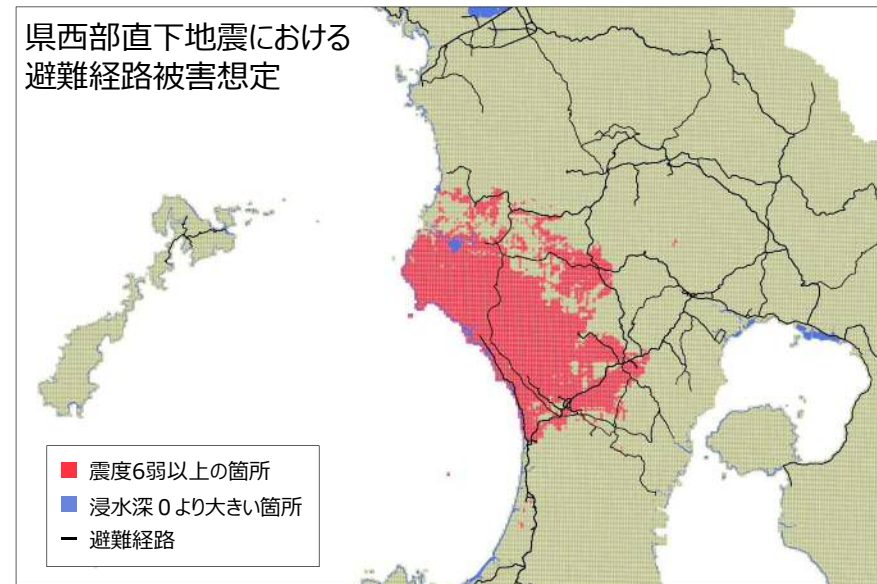 県西部直下地震における
避難経路被害想定
震度6弱以上の箇所
浸水深０より大きい箇所
避難経路